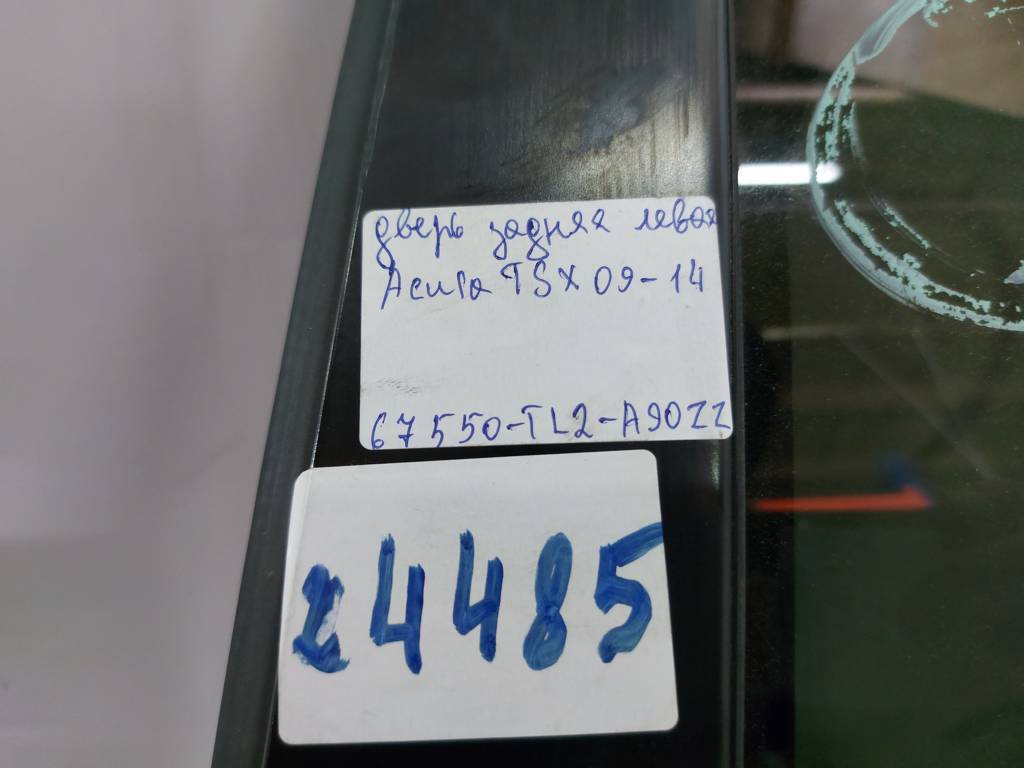 дверь задняя левая
Acura TSX 09-14
67550-TL2-A90ZZ
24485